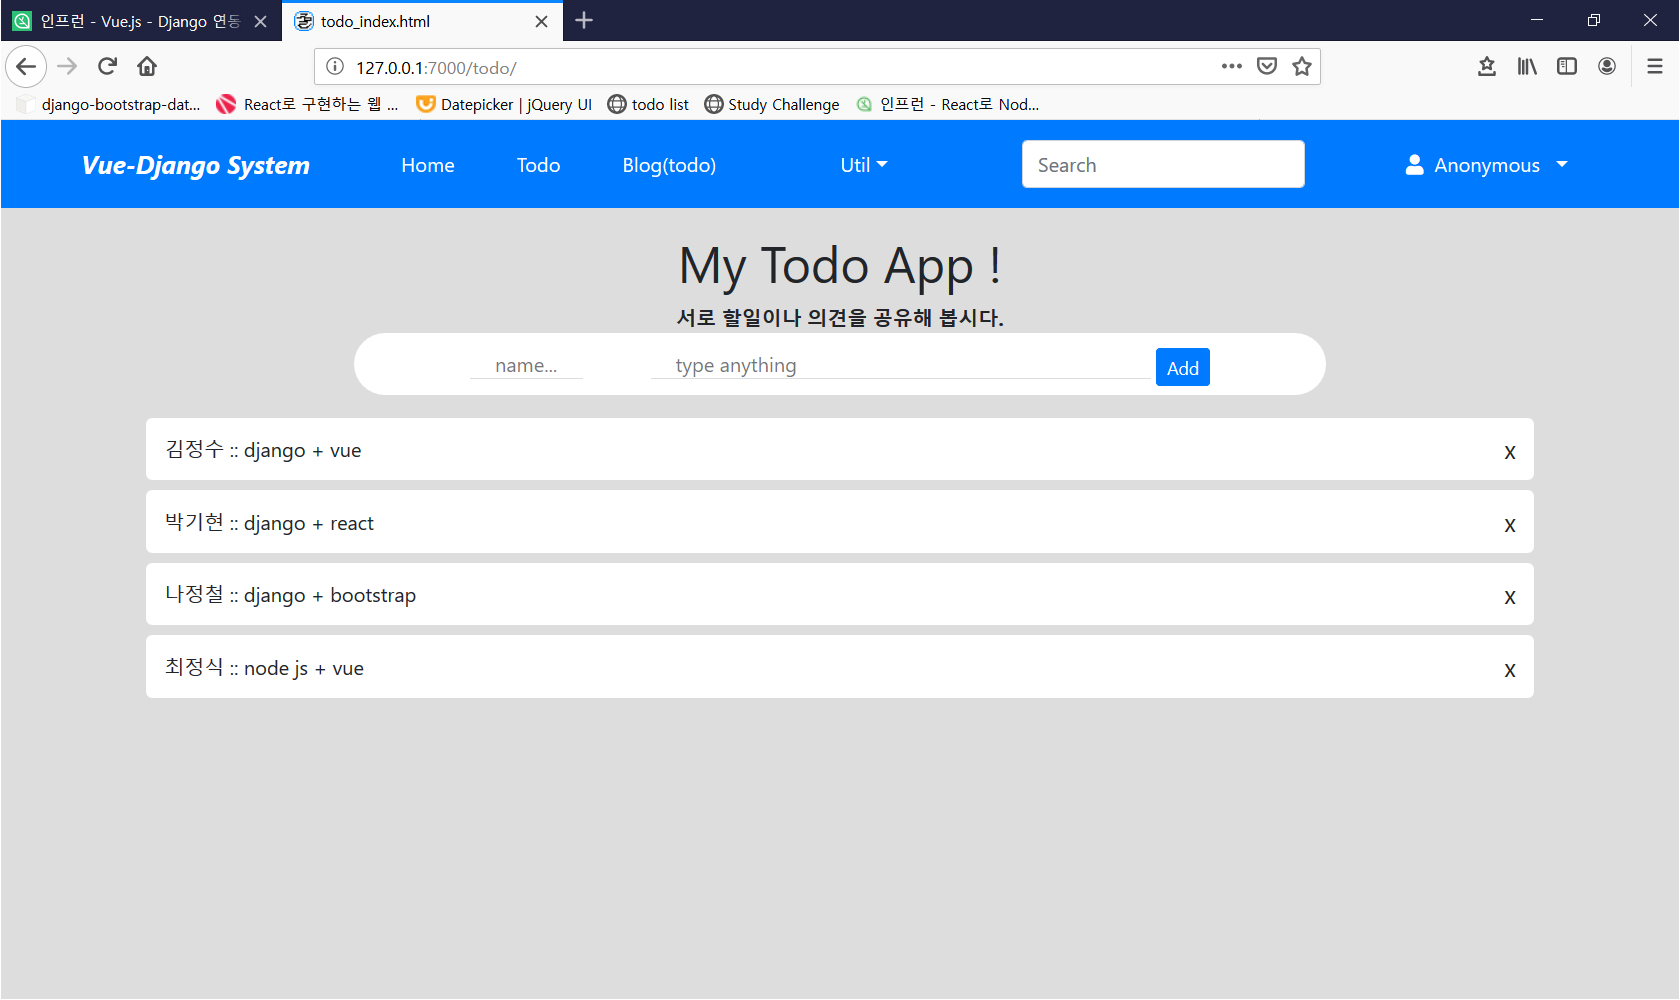 인프런 - Vue.js - Django 연동
todo_index.html
127.0.0.1:7000/todo/
django-bootstrap-dat... React로 구현하는 웹 ... Datepicker | jQuery UI todo list Study Challenge 인프런 - React로 Nod...
Vue-Django System Home Todo Blog(todo) Util Search Anonymous
My Todo App !
서로 할일이나 의견을 공유해 봅시다.
name... type anything Add
김정수 :: django + vue x
박기현 :: django + react x
나정철 :: django + bootstrap x
최정식 :: node js + vue x